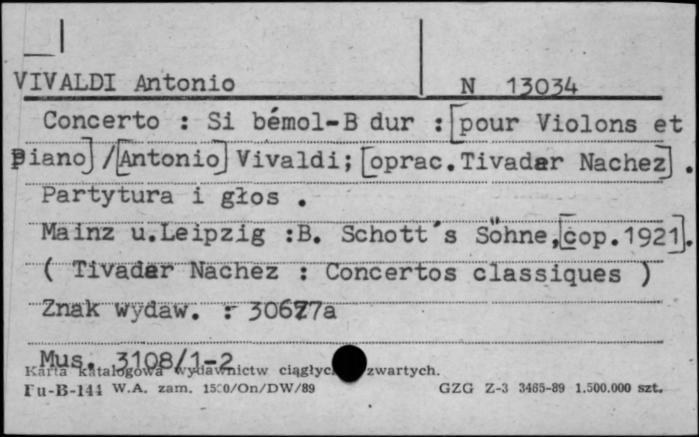 VIVALDI Antonio N 13034
Concerto : Si bémol-B dur : [pour Violons et
piano] /[Antonio] Vivaldi; [oprac.Tivadar Nachez] .
Partytura i głos .
Mainz u.Leipzig :B. Schott's Söhne,[cop.1921].
( Tivadar Nachez : Concertos classiques )
Znak wydaw. : 30677a
Mus. 3108/1-2
Karta katalogowa wydawnictw ciągłych zwartych.
Pu-B-144 W.A. zam. 1500/On/DW/89 GZG Z-3 3465-89 1.500.000 szt.